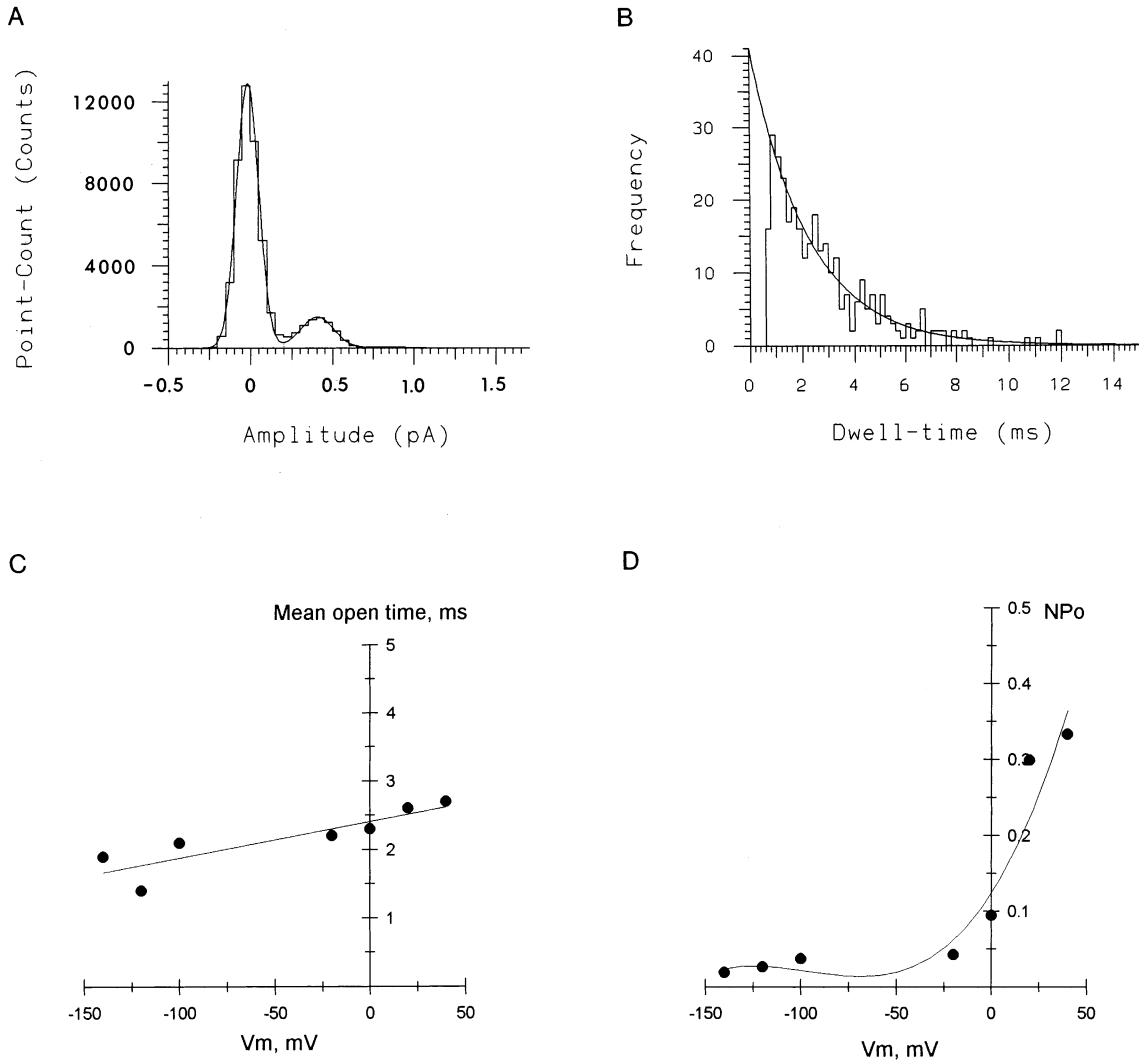 A
Point-Count (Counts)
12000
8000
4000
0
-0.5 0 0.5 1.0 1.5
Amplitude (pA)
B
Frequency
40
30
20
10
0
0 2 4 6 8 10 12 14
Dwell-time (ms)
C
Mean open time, ms
5
4
3
2
1
-150 -100 -50 0 50
Vm, mV
D
NPo
0.5
0.4
0.3
0.2
0.1
-150 -100 -50 0 50
Vm, mV